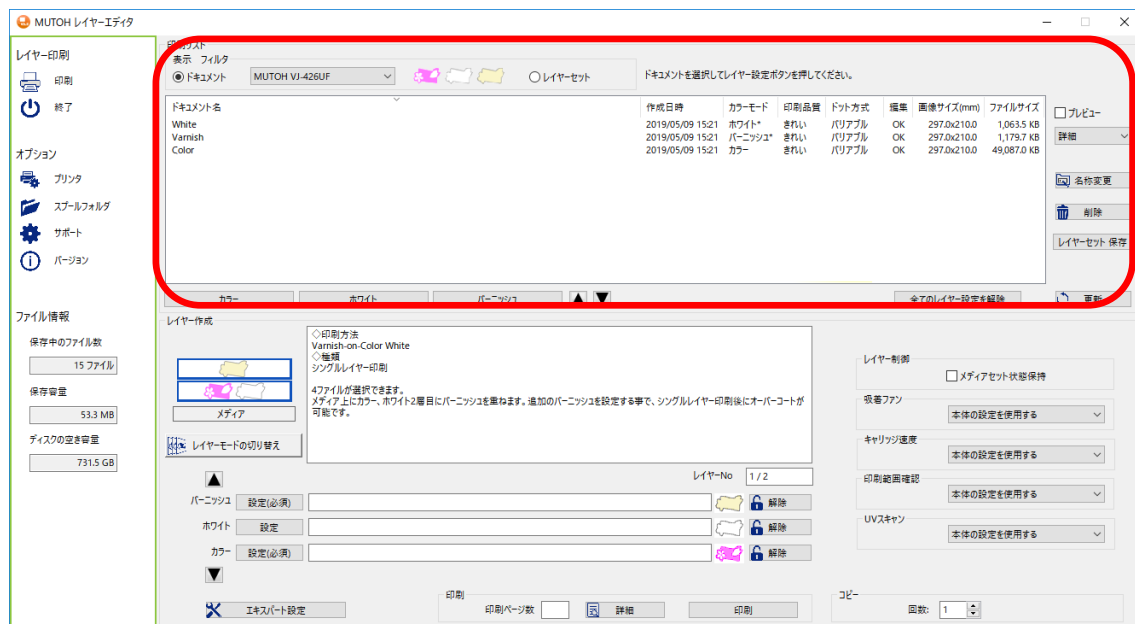 MUTOH レイヤーエディタ
レイヤー印刷
印刷
終了
オプション
プリンタ
スプールフォルダ
サポート
バージョン
ファイル情報
保存中のファイル数
15 ファイル
保存容量
53.3 MB
ディスクの空き容量
731.5 GB
印刷リスト
表示 フィルタ
ドキュメント MUTOH VJ-426UF レイヤーセット
ドキュメントを選択してレイヤー設定ボタンを押してください。
ドキュメント名 作成日時 カラーモード 印刷品質 ドット方式 編集 画像サイズ(mm) ファイルサイズ
White 2019/05/09 15:21 ホワイト* きれい バリアブル OK 297.0x210.0 1,063.5 KB
Varnish 2019/05/09 15:21 バーニッシュ* きれい バリアブル OK 297.0x210.0 1,179.7 KB
Color 2019/05/09 15:21 カラー きれい バリアブル OK 297.0x210.0 49,087.0 KB
プレビュー
詳細
名称変更
削除
レイヤーセット 保存
カラー ホワイト バーニッシュ ▲ ▼ 全てのレイヤー設定を解除 更新
レイヤー作成
◇印刷方法
Varnish-on-Color White
◇種類
シングルレイヤー印刷
4ファイルが選択できます。
メディア上にカラー、ホワイト2層目にバーニッシュを重ねます。追加のバーニッシュを設定する事で、シングルレイヤー印刷後にオーバーコートが
可能です。
メディア
レイヤーモードの切り替え
レイヤーNo 1 / 2
▲
バーニッシュ 設定(必須) 解除
ホワイト 設定 解除
カラー 設定(必須) 解除
▼
エキスパート設定
印刷
印刷ページ数 詳細 印刷
レイヤー制御
メディアセット状態保持
吸着ファン
本体の設定を使用する
キャリッジ速度
本体の設定を使用する
印刷範囲確認
本体の設定を使用する
UVスキャン
本体の設定を使用する
コピー
回数: 1